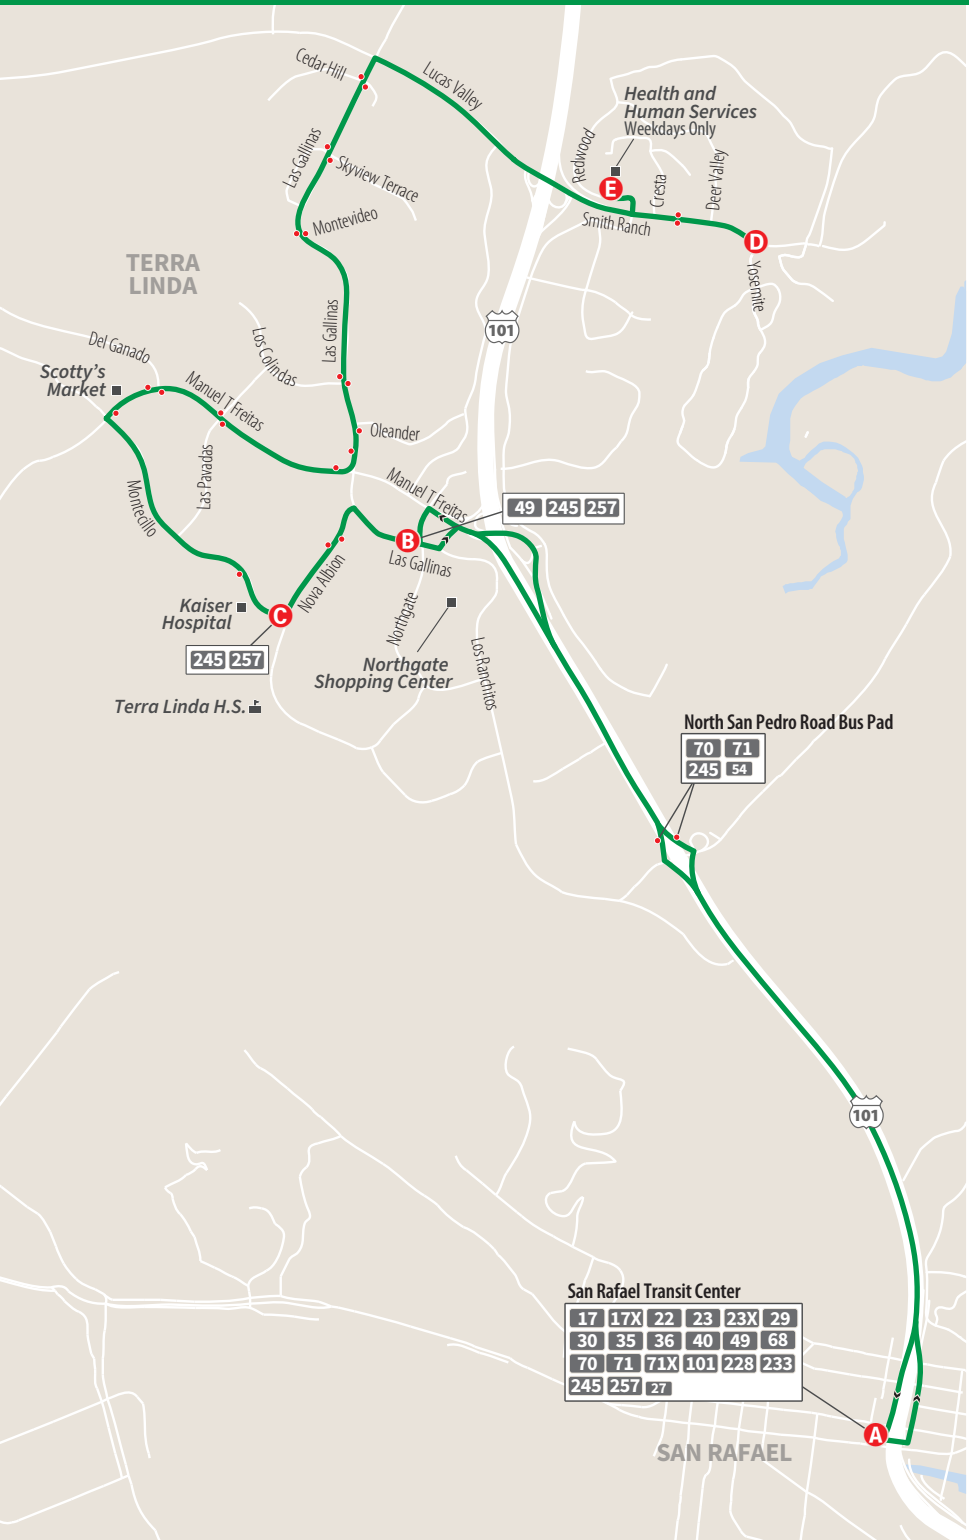 Cedar Hill
Lucas Valley
Health and
Human Services
Weekdays Only
Las Gallinas
Skyview Terrace
Redwood
Cresta
Deer Valley
E
Montevideo
Smith Ranch
D
Yosemite
TERRA
LINDA
Las Gallinas
101
Del Ganado
Los Colindas
Scotty's
Market
Manuel T Freitas
Oleander
Las Pavadas
Montecillo
Manuel T Freitas
49 245 257
B
Las Gallinas
Nova Albion
Kaiser
Hospital
C
Northgate
245 257
Northgate
Shopping Center
Los Ranchitos
Terra Linda H.S.
North San Pedro Road Bus Pad
70 71
245 54
101
San Rafael Transit Center
17 17X 22 23 23X 29
30 35 36 40 49 68
70 71 71X 101 228 233
245 257 27
A
SAN RAFAEL